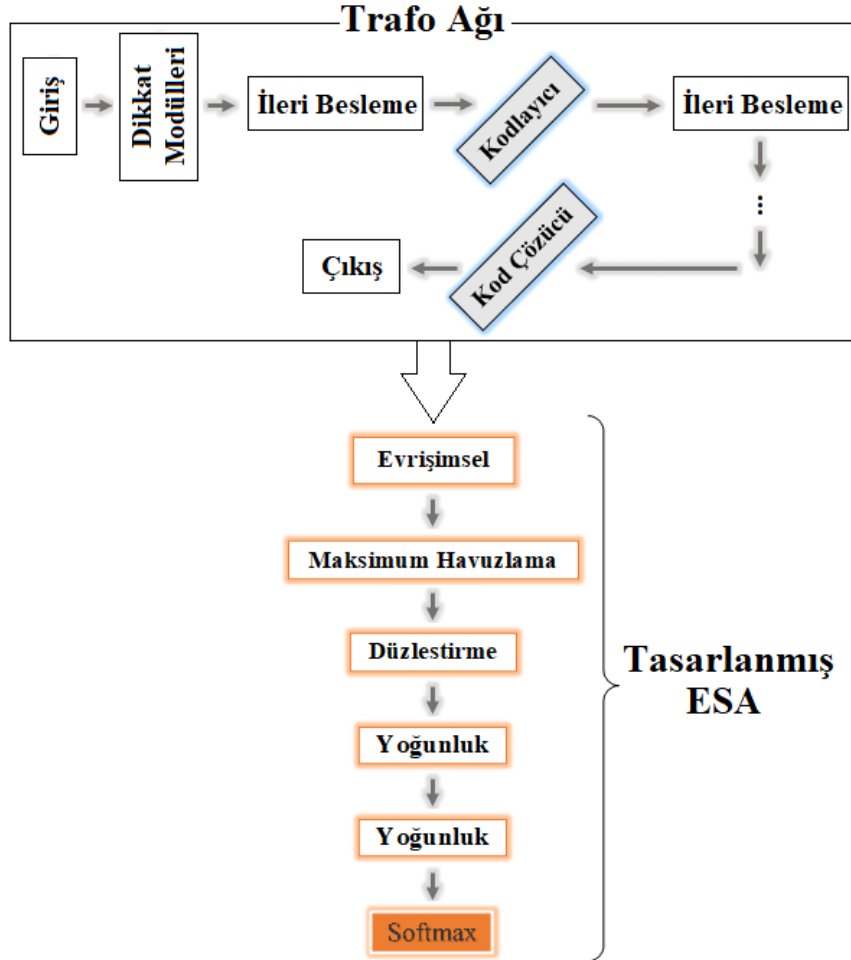 Trafo Ağı
Giriş
Dikkat
Modülleri
İleri Besleme
Kodlayıcı
İleri Besleme
...
Kod Çözücü
Çıkış
Evrişimsel
Maksimum Havuzlama
Düzlestirme
Yoğunluk
Yoğunluk
Softmax
Tasarlanmış
ESA